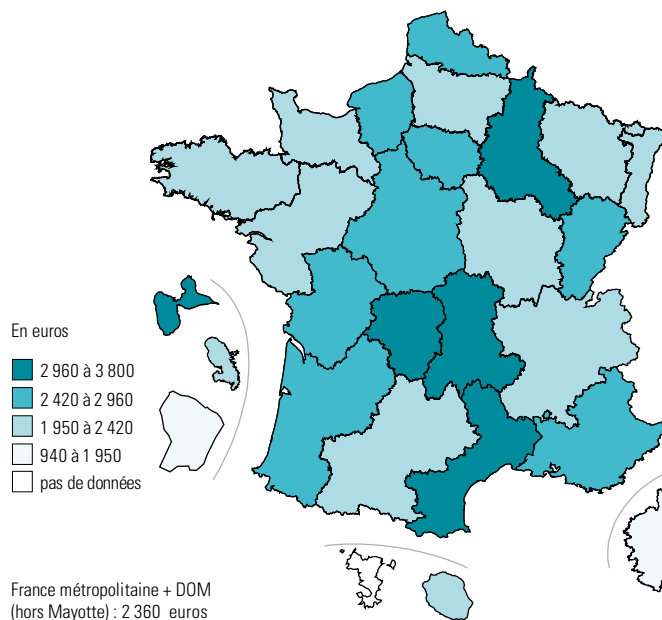 En euros
2 960 à 3 800
2 420 à 2 960
1 950 à 2 420
940 à 1 950
pas de données
France métropolitaine + DOM
(hors Mayotte) : 2 360 euros